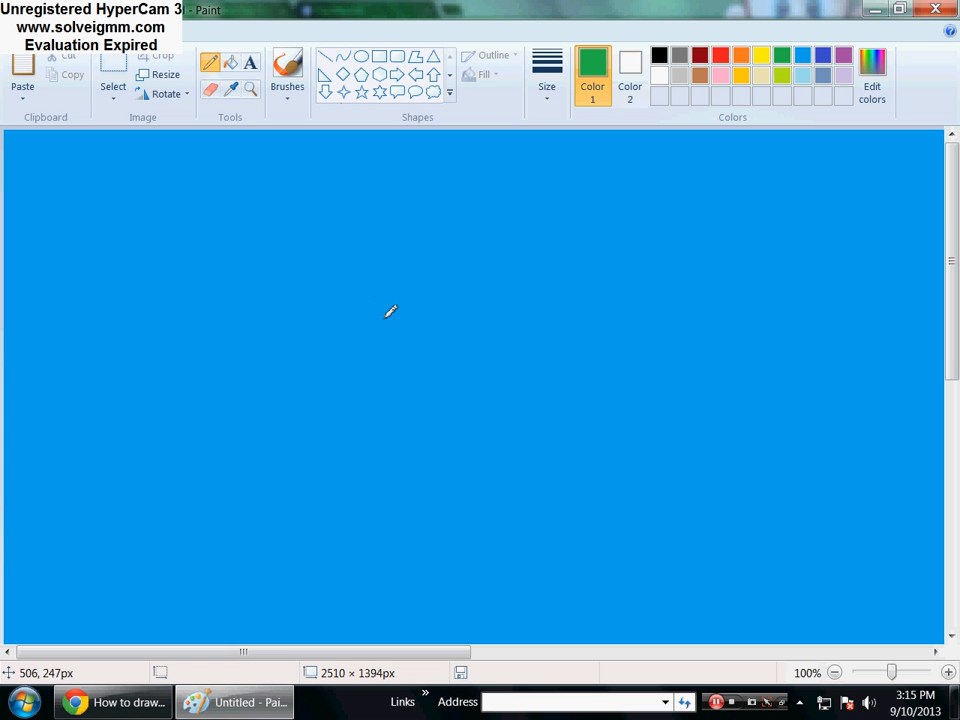 Unregistered HyperCam 3
www.solveigmm.com
Evaluation Expired
d - Paint
Paste
Cut
Copy
Clipboard
Select
Crop
Resize
Rotate
Image
Tools
Brushes
Shapes
Outline
Fill
Size
Color 1
Color 2
Edit colors
Colors
506, 247px
2510 × 1394px
100%
How to draw...
Untitled - Pai...
Links
»
Address
3:15 PM
9/10/2013